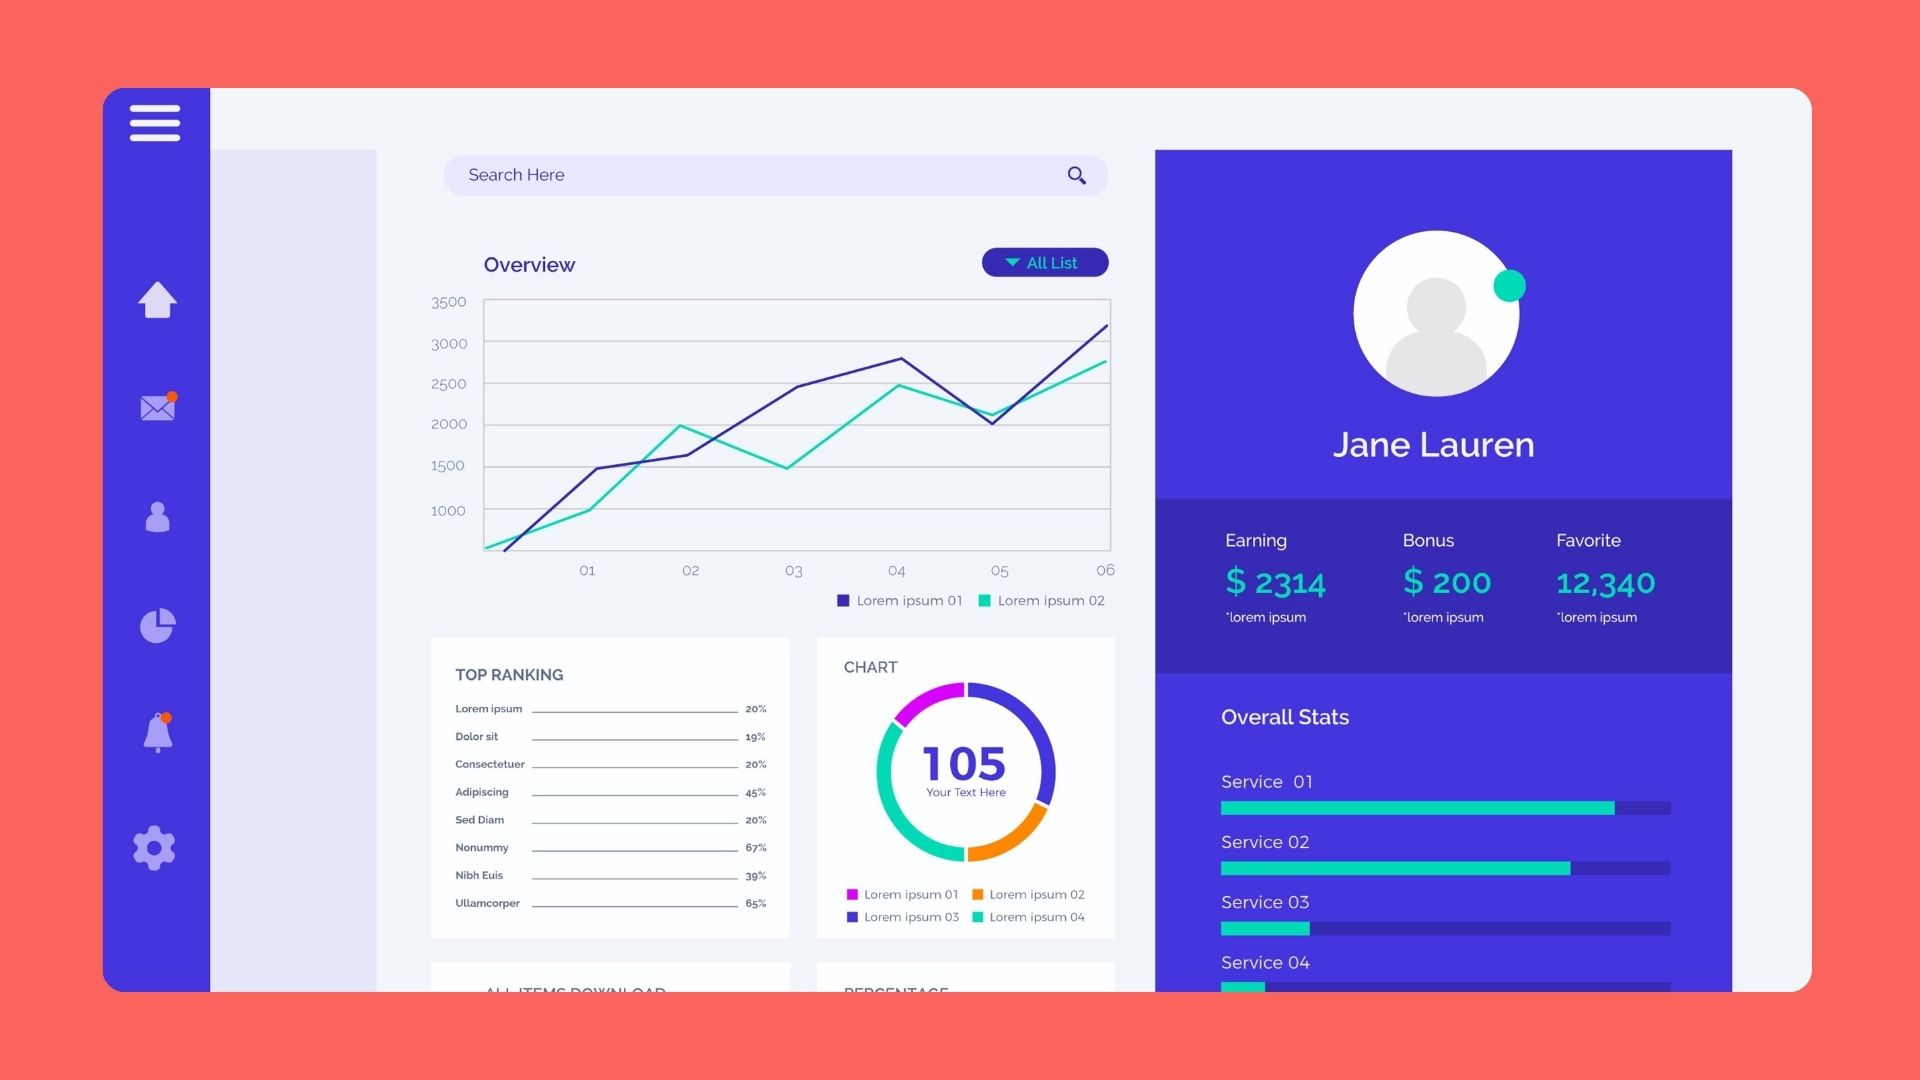 Search Here
Overview
All List
3500
3000
2500
2000
1500
1000
01 02 03 04 05 06
Lorem ipsum 01 Lorem ipsum 02
TOP RANKING
Lorem ipsum 20%
Dolor sit 19%
Consectetuer 20%
Adipiscing 45%
Sed Diam 20%
Nonummy 67%
Nibh Euis 39%
Ullamcorper 65%
CHART
105
Your Text Here
Lorem ipsum 01 Lorem ipsum 02
Lorem ipsum 03 Lorem ipsum 04
ALL ITEMS DOWNLOAD
PERCENTAGE
Jane Lauren
Earning Bonus Favorite
$ 2314 $ 200 12,340
*lorem ipsum *lorem ipsum *lorem ipsum
Overall Stats
Service 01
Service 02
Service 03
Service 04